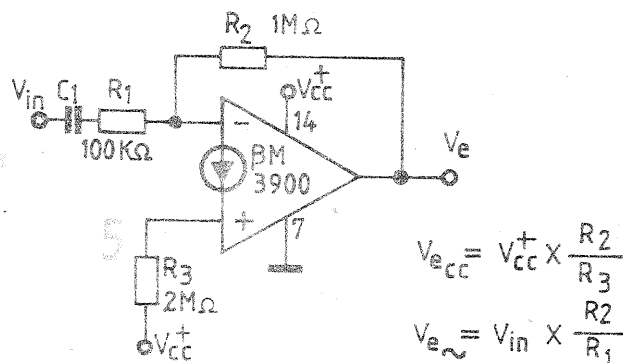 R2 1MΩ
Vin
C1
R1
100KΩ
Vcc+
14
-
βM
3900
+
7
Ve
R3
2MΩ
Vcc+
Vecc = Vcc+ X R2/R3
Ve~ = Vin X R2/R1